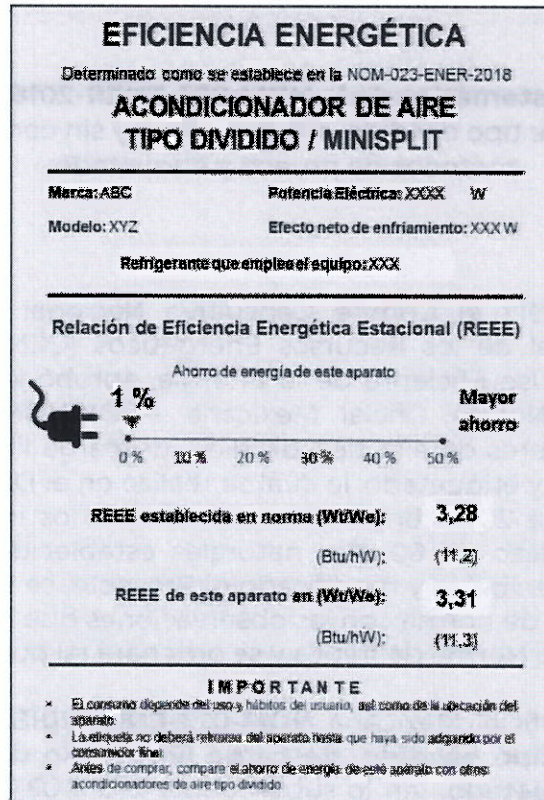 EFICIENCIA ENERGÉTICA
Determinado como se establece en la NOM-023-ENER-2018
ACONDICIONADOR DE AIRE
TIPO DIVIDIDO / MINISPLIT
Marca: ABC Potencia Eléctrica: XXXX W
Modelo: XYZ Efecto neto de enfriamiento: XXX W
Refrigerante que emplea el equipo: XXX
Relación de Eficiencia Energética Estacional (REEE)
Ahorro de energía de este aparato
1 % Mayor
ahorro
0 % 10 % 20 % 30 % 40 % 50 %
REEE establecida en norma (Wt/We): 3,28
(Btu/hW): (11.2)
REEE de este aparato en (Wt/We): 3,31
(Btu/hW): (11.3)
IMPORTANTE
• El consumo depende del uso y hábitos del usuario, así como de la ubicación del
aparato.
• La etiqueta no deberá retirarse del aparato hasta que haya sido adquirido por el
consumidor final.
• Antes de comprar, compare el ahorro de energía de este aparato con otros
acondicionadores de aire tipo dividido.